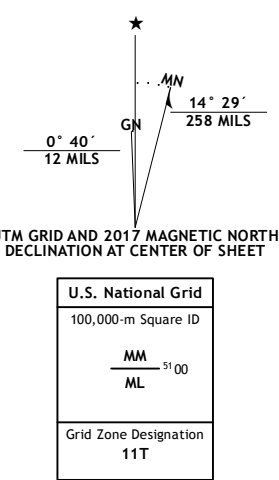 MN
GN
14° 29´
258 MILS
0° 40´
12 MILS
UTM GRID AND 2017 MAGNETIC NORTH
DECLINATION AT CENTER OF SHEET
U.S. National Grid
100,000-m Square ID
MM
5100
ML
Grid Zone Designation
11T